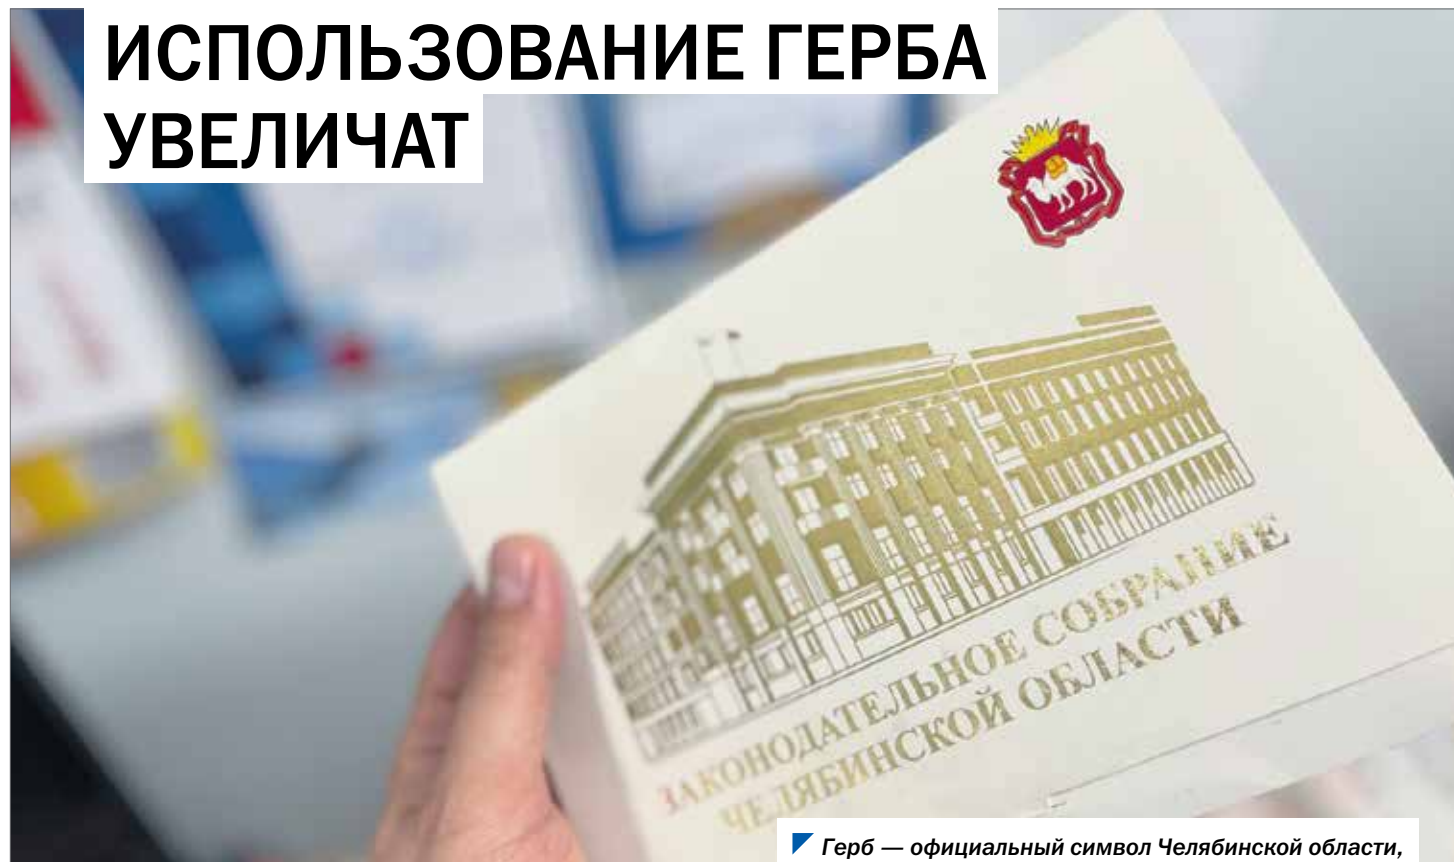 ИСПОЛЬЗОВАНИЕ ГЕРБА
УВЕЛИЧАТ
ЗАКОНОДАТЕЛЬНОЕ СОБРАНИЕ
ЧЕЛЯБИНСКОЙ ОБЛАСТИ
Герб — официальный символ Челябинской области,